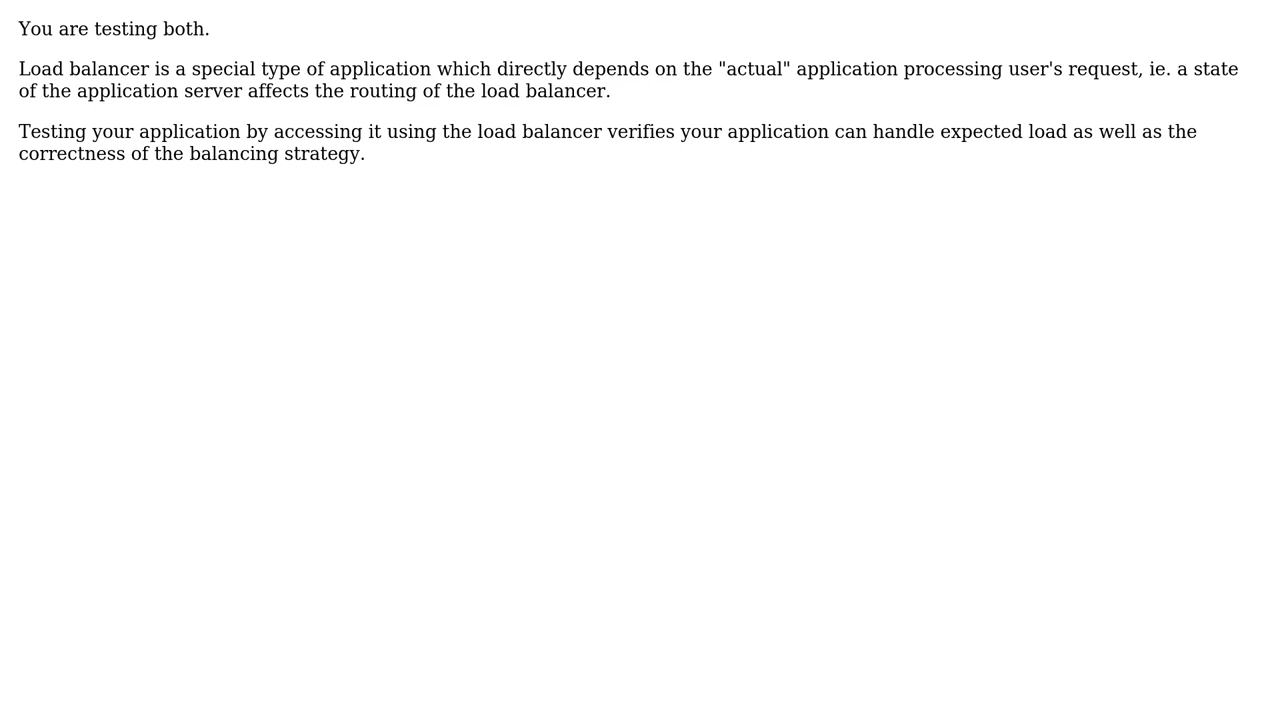 You are testing both.
Load balancer is a special type of application which directly depends on the "actual" application processing user's request, ie. a state
of the application server affects the routing of the load balancer.
Testing your application by accessing it using the load balancer verifies your application can handle expected load as well as the
correctness of the balancing strategy.